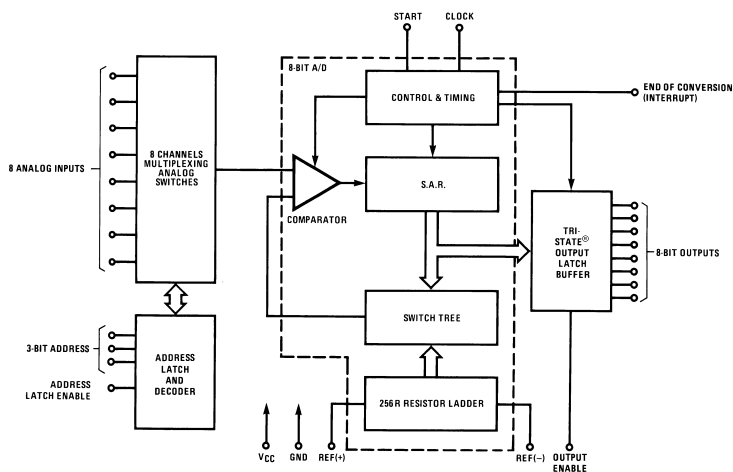 START
CLOCK
8-BIT A/D
CONTROL & TIMING
END OF CONVERSION
(INTERRUPT)
8 ANALOG INPUTS
8 CHANNELS
MULTIPLEXING
ANALOG
SWITCHES
S.A.R.
COMPARATOR
TRI-
STATE®
OUTPUT
LATCH
BUFFER
8-BIT OUTPUTS
SWITCH TREE
3-BIT ADDRESS
ADDRESS
LATCH ENABLE
ADDRESS
LATCH
AND
DECODER
256R RESISTOR LADDER
VCC
GND
REF(+)
REF(–)
OUTPUT
ENABLE